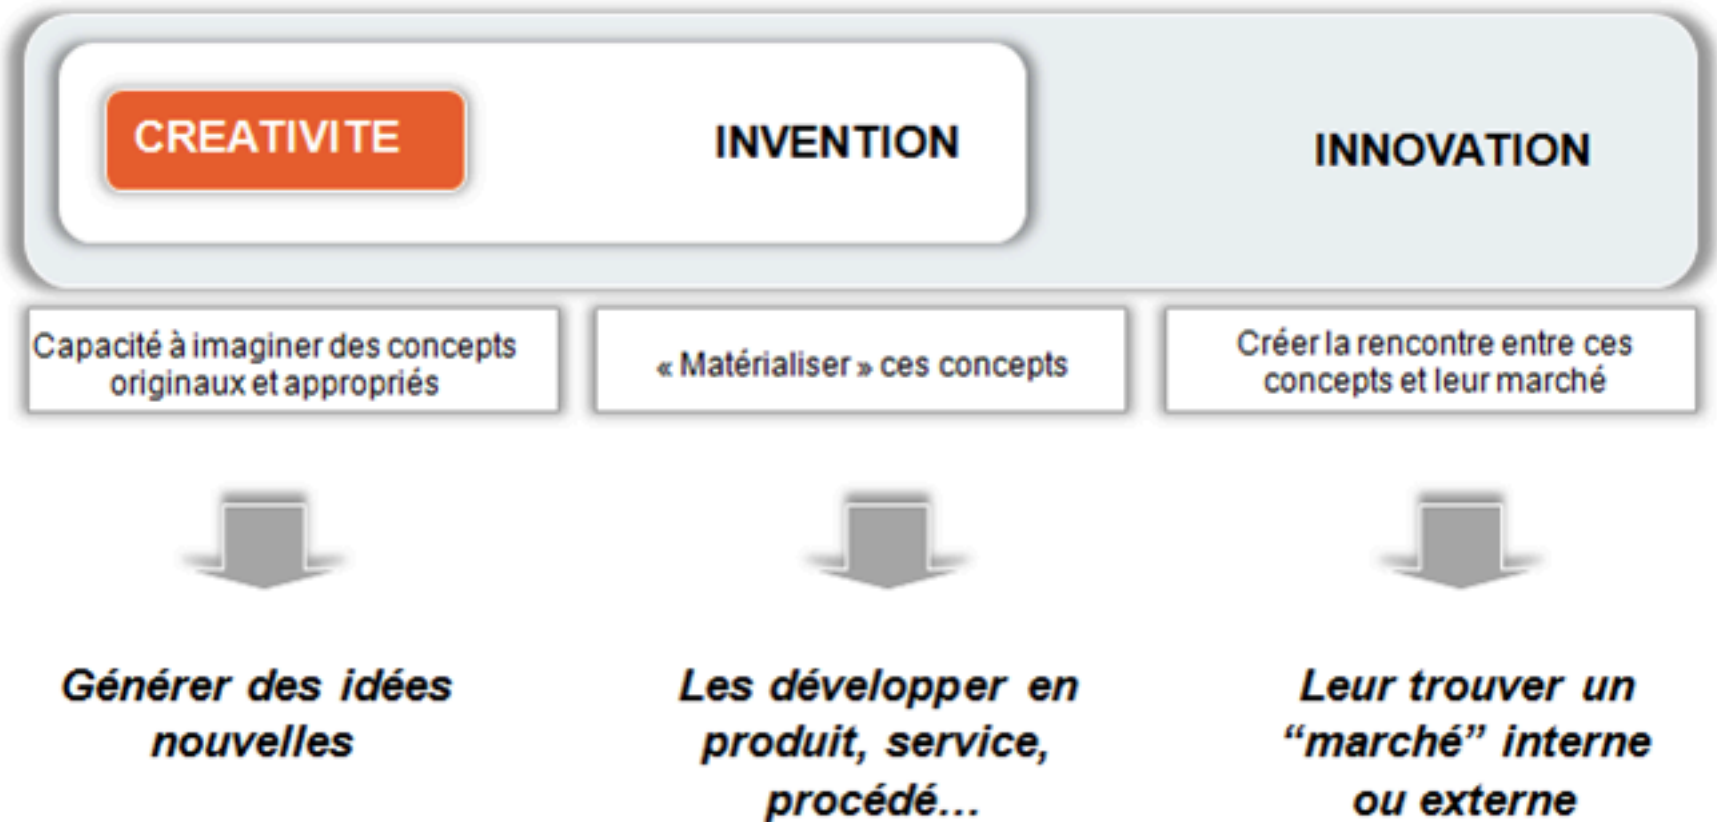 CREATIVITE
INVENTION
INNOVATION
Capacité à imaginer des concepts
originaux et appropriés
« Matérialiser » ces concepts
Créer la rencontre entre ces
concepts et leur marché
Générer des idées
nouvelles
Les développer en
produit, service,
procédé...
Leur trouver un
“marché” interne
ou externe